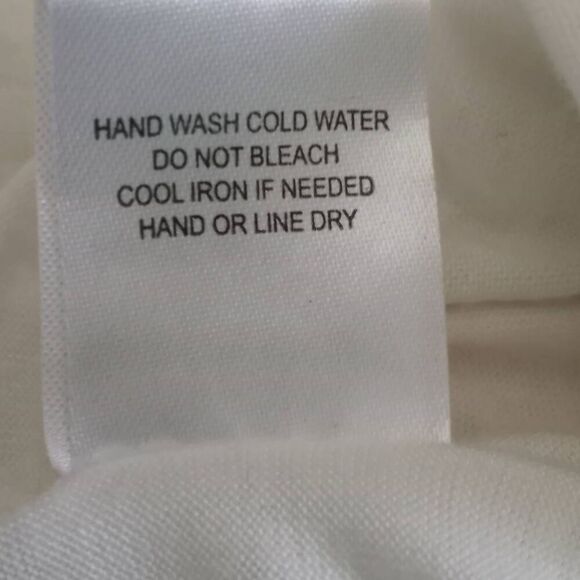 HAND WASH COLD WATER
DO NOT BLEACH
COOL IRON IF NEEDED
HAND OR LINE DRY